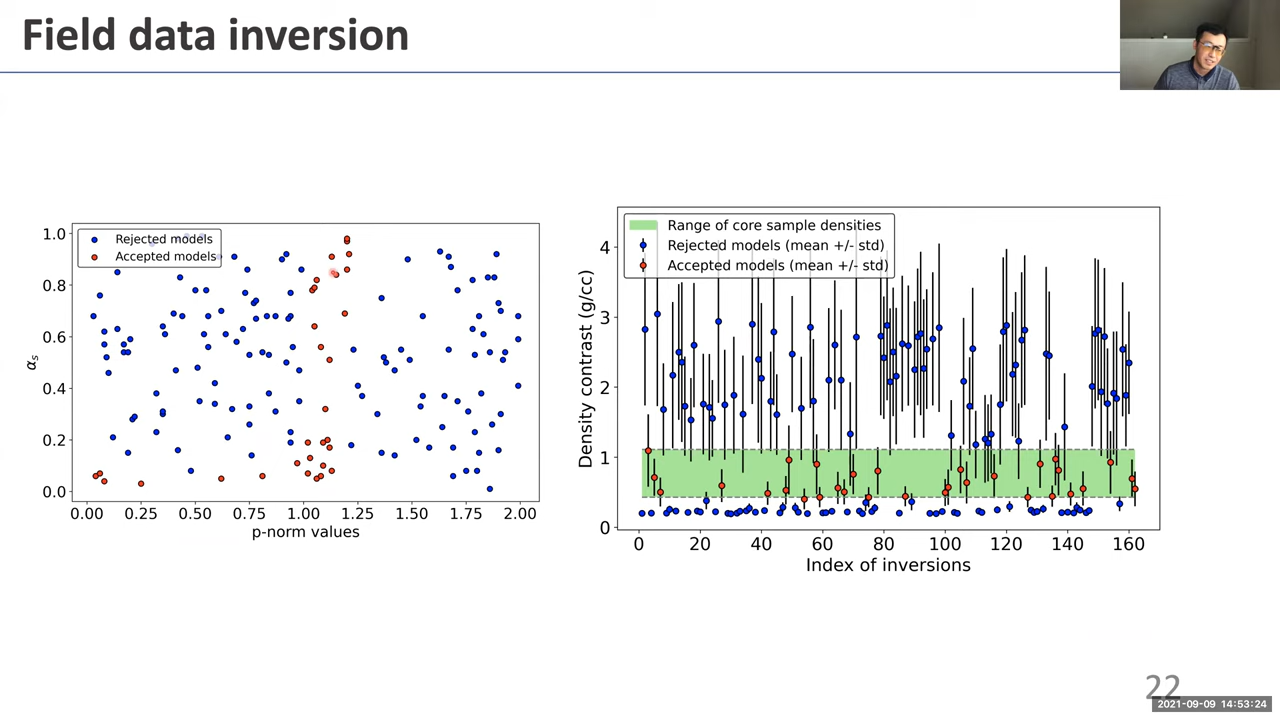 Field data inversion
Rejected models
Accepted models
1.0
0.8
0.6
0.4
0.2
0.0
αs
0.00 0.25 0.50 0.75 1.00 1.25 1.50 1.75 2.00
p-norm values
Range of core sample densities
Rejected models (mean +/- std)
Accepted models (mean +/- std)
4
3
2
1
0
Density contrast (g/cc)
0 20 40 60 80 100 120 140 160
Index of inversions
22
2021-09-09 14:53:24